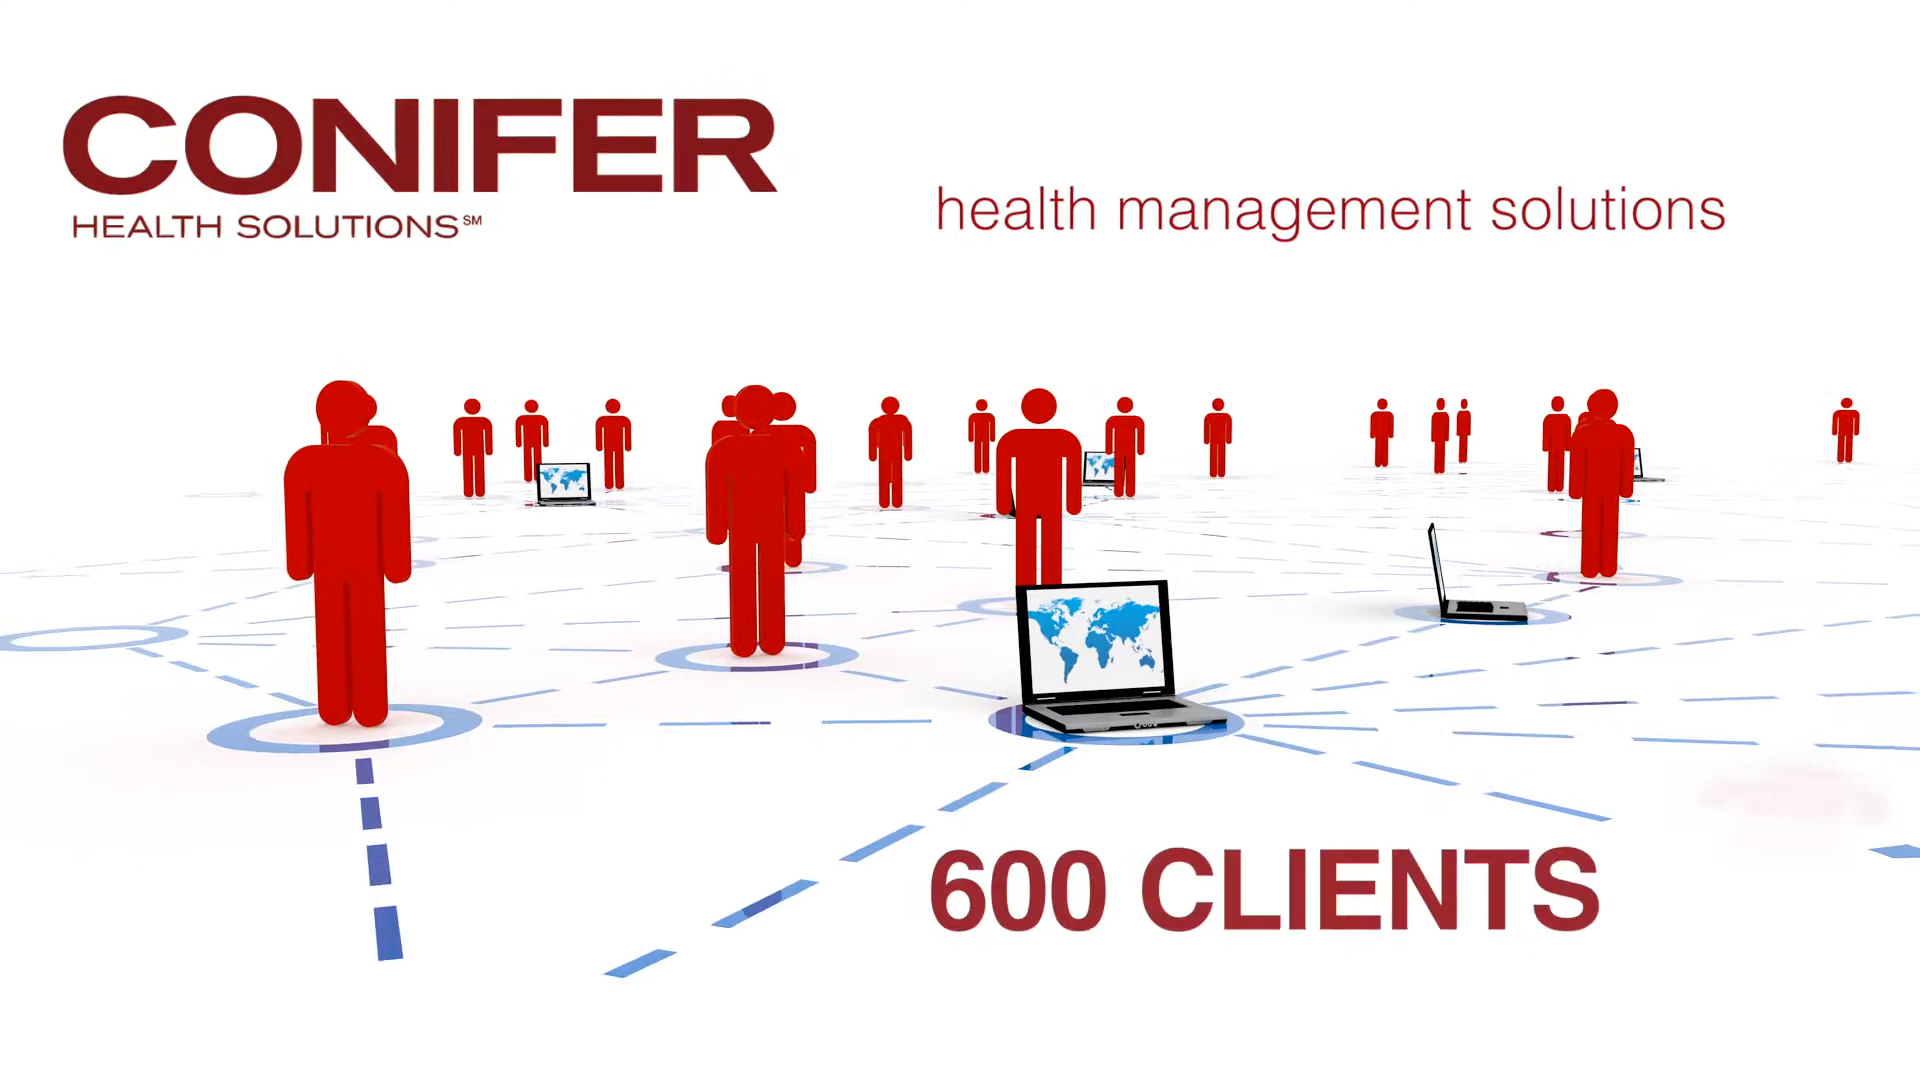 CONIFER
HEALTH SOLUTIONS℠
health management solutions
600 CLIENTS